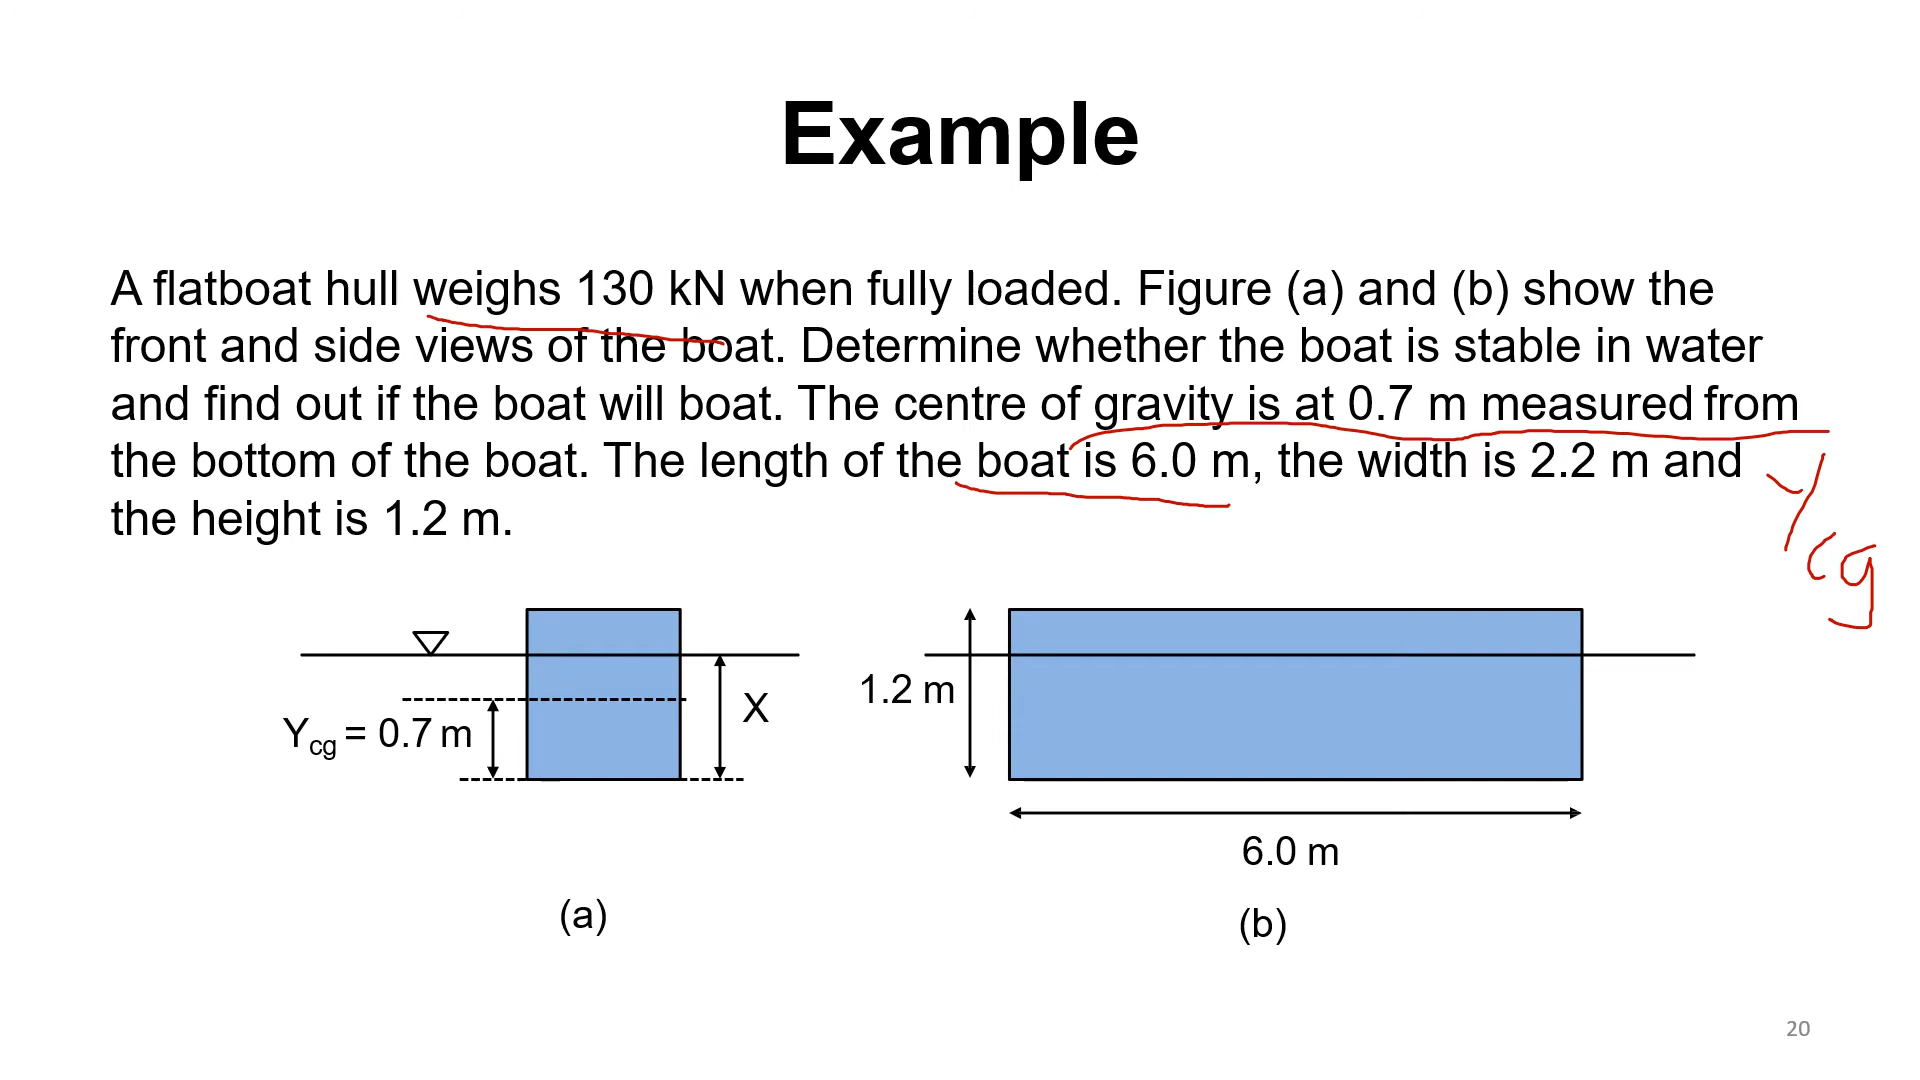 Example
A flatboat hull weighs 130 kN when fully loaded. Figure (a) and (b) show the
front and side views of the boat. Determine whether the boat is stable in water
and find out if the boat will boat. The centre of gravity is at 0.7 m measured from
the bottom of the boat. The length of the boat is 6.0 m, the width is 2.2 m and
the height is 1.2 m.
Ycg
1.2 m
X
Ycg = 0.7 m
6.0 m
(a)
(b)
20